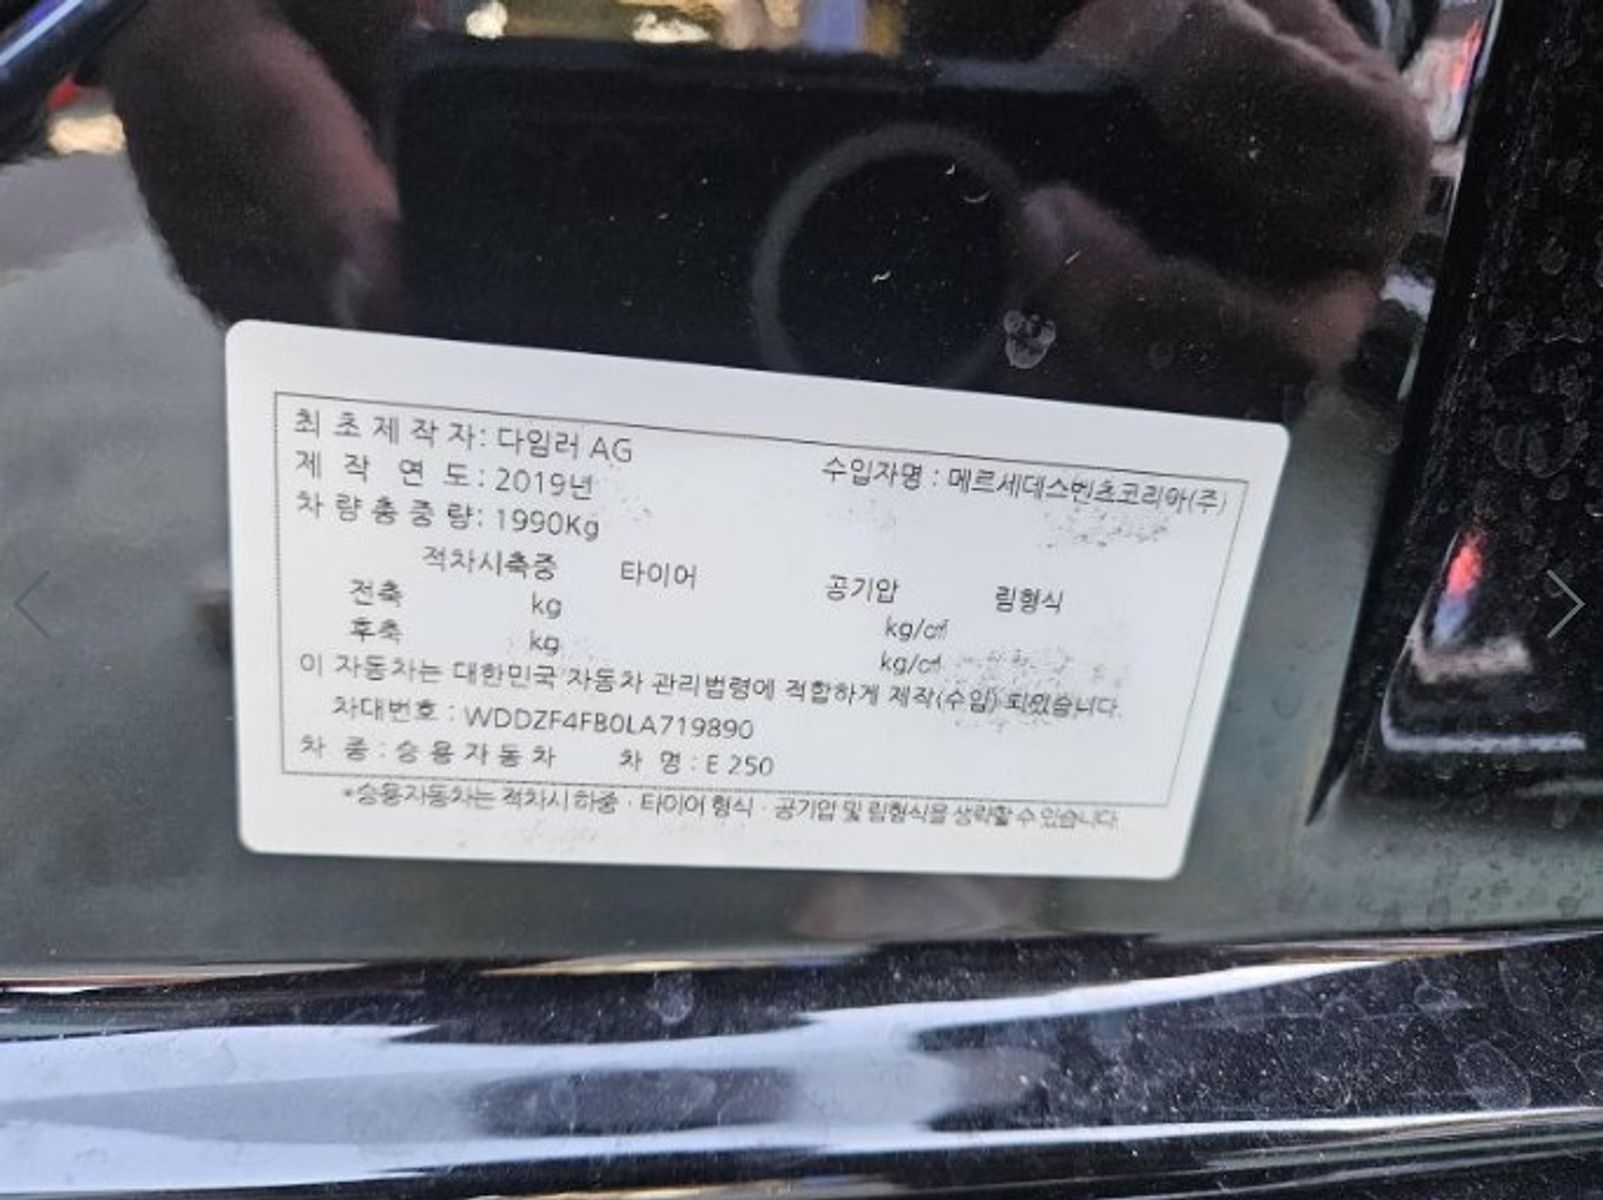 최초제작자: 다임러 AG 수입자명 : 메르세데스벤츠코리아(주)
제 작 연 도: 2019년
차량총중량: 1990Kg
적차시축중 타이어 공기압 림형식
전축 kg kg/㎠
후축 kg kg/㎠
이 자동차는 대한민국 자동차 관리법령에 적합하게 제작(수입) 되었습니다.
차대번호 : WDDZF4FB0LA719890
차 종 : 승용자동차 차 명 : E 250
*승용자동차는 적차시 하중 · 타이어 형식 · 공기압 및 림형식을 생략할 수 있습니다.